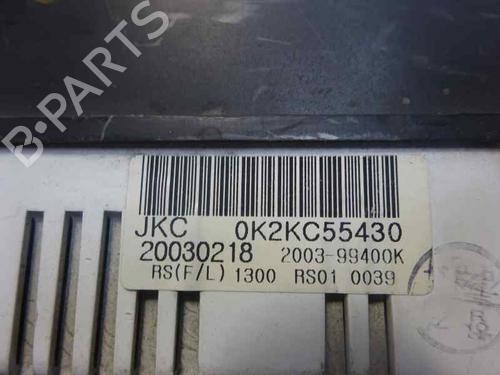 B-PARTS
JKC 0K2KC55430
20030218 2003-99400K
RS(F/L) 1300 RS01 0039